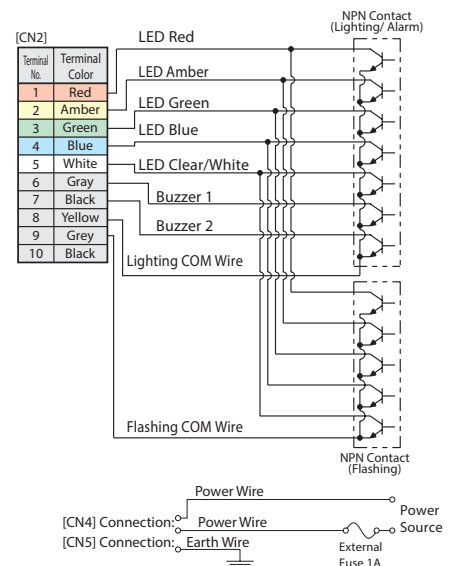 NPN Contact
(Lighting/ Alarm)
[CN2]
LED Red
Terminal No. Terminal Color
LED Amber
1 Red
2 Amber
LED Green
3 Green
LED Blue
4 Blue
5 White
LED Clear/White
6 Gray
Buzzer 1
7 Black
8 Yellow
Buzzer 2
9 Grey
10 Black
Lighting COM Wire
Flashing COM Wire
NPN Contact
(Flashing)
Power Wire
Power
Source
[CN4] Connection:
Power Wire
[CN5] Connection:
Earth Wire
External
Fuse 1A